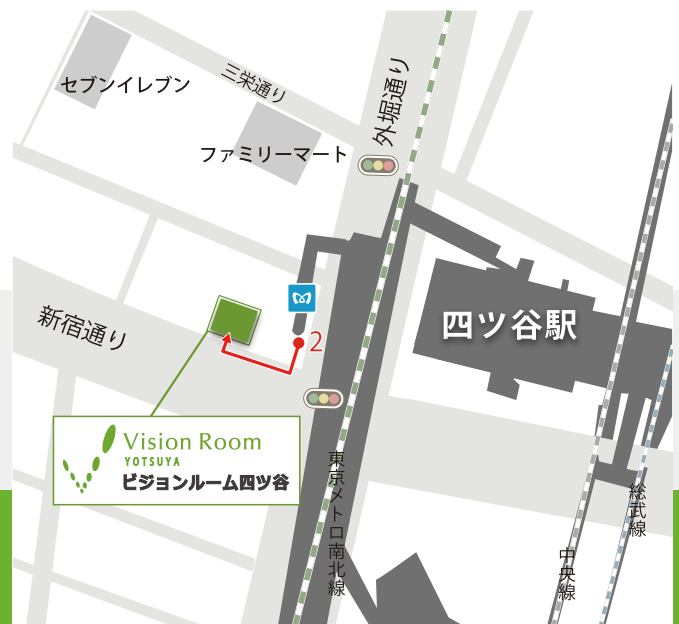 セブンイレブン
三栄通り
外堀通り
ファミリーマート
新宿通り
2
四ツ谷駅
Vision Room
YOTSUYA
ビジョンルーム四ツ谷
東京メトロ南北線
総武線
中央線